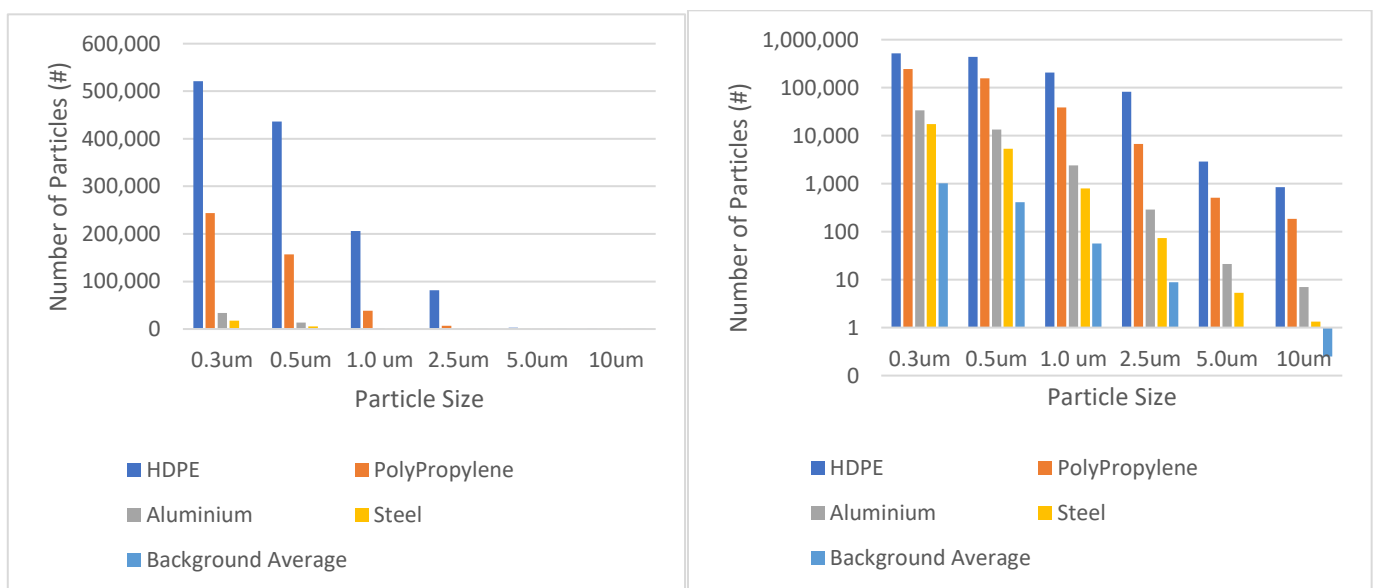 600,000
500,000
400,000
300,000
200,000
100,000
0
Number of Particles (#)
0.3um 0.5um 1.0 um 2.5um 5.0um 10um
Particle Size
HDPE PolyPropylene
Aluminium Steel
Background Average
1,000,000
100,000
10,000
1,000
100
10
1
0
Number of Particles (#)
0.3um 0.5um 1.0um 2.5um 5.0um 10um
Particle Size
HDPE PolyPropylene
Aluminium Steel
Background Average